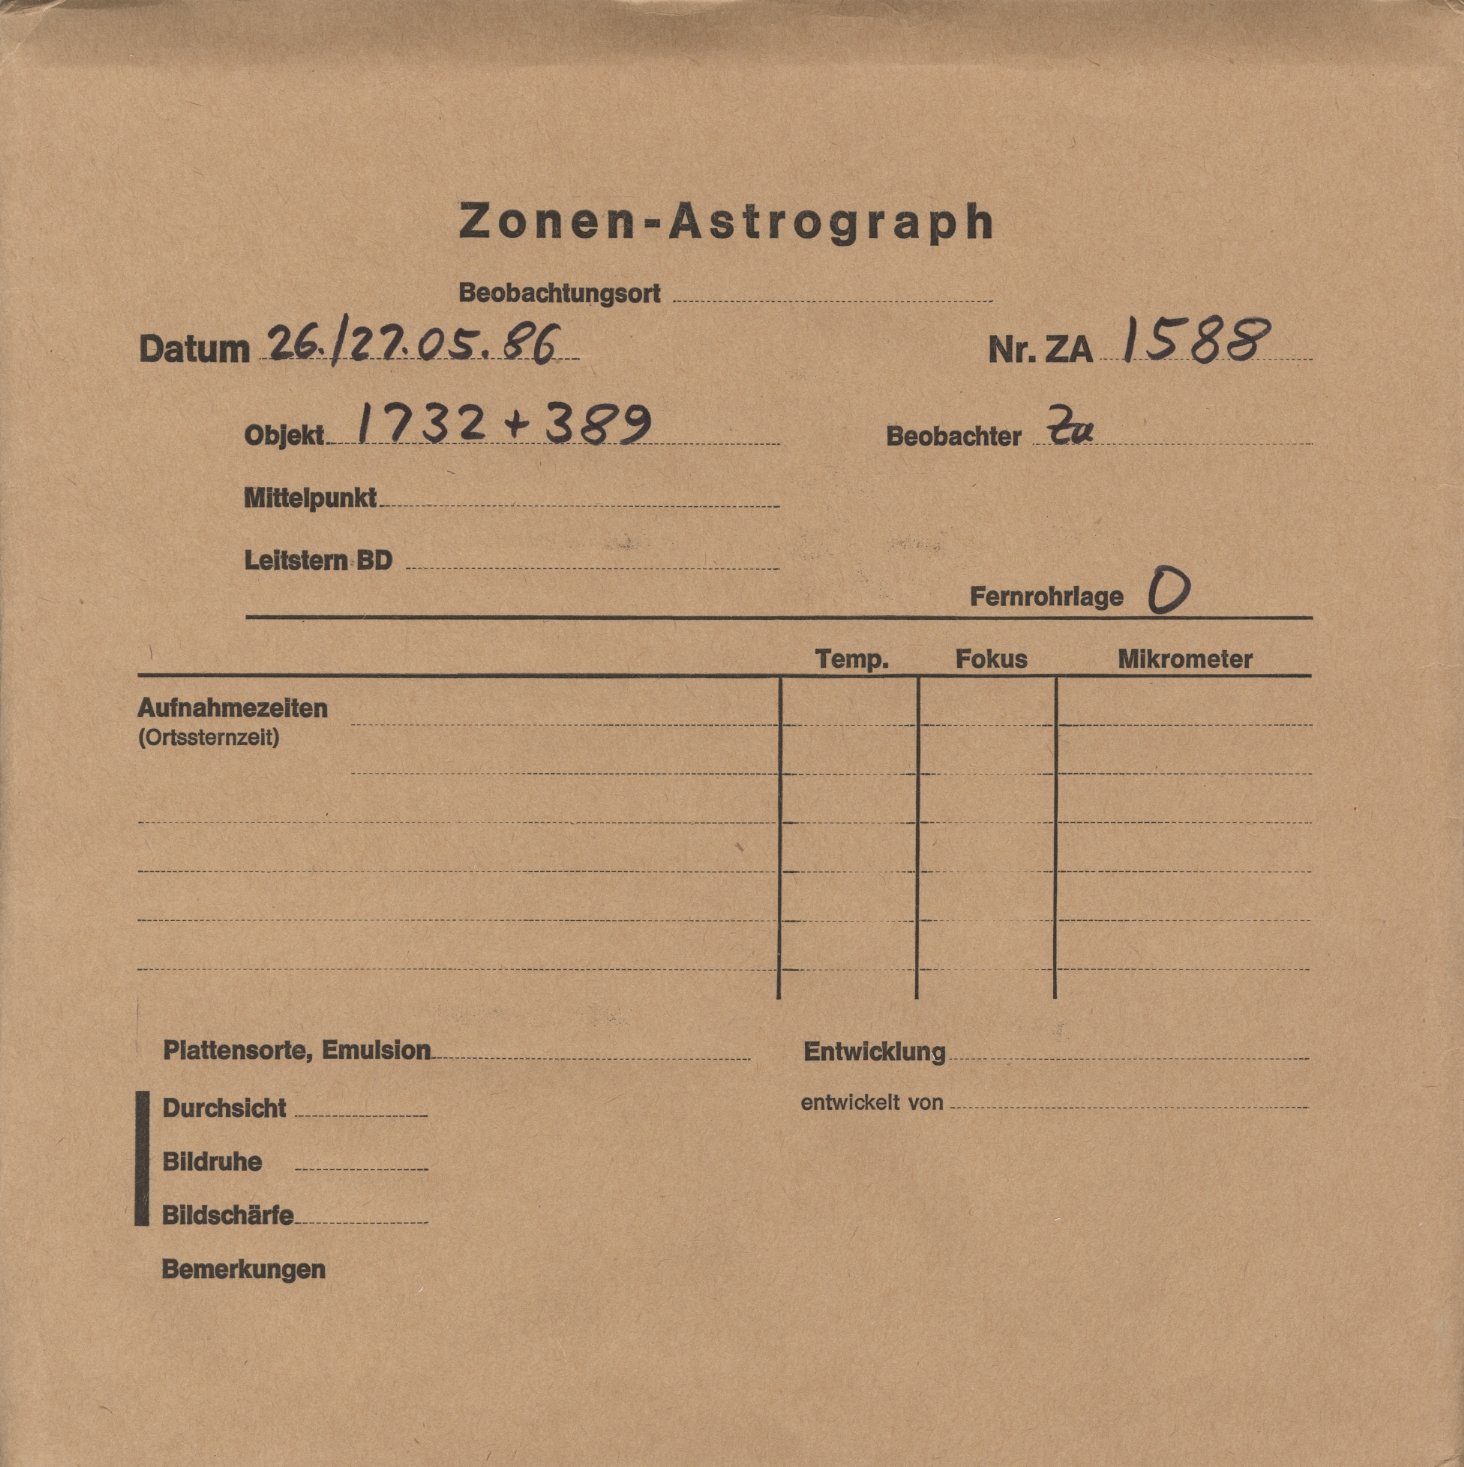 Zonen-Astrograph
Beobachtungsort
Datum 26./27.05.86 Nr. ZA 1588
Objekt 1732+389 Beobachter Za
Mittelpunkt
Leitstern BD
Fernrohrlage O
Temp. Fokus Mikrometer
Aufnahmezeiten
(Ortssternzeit)
Plattensorte, Emulsion Entwicklung
Durchsicht entwickelt von
Bildruhe
Bildschärfe
Bemerkungen